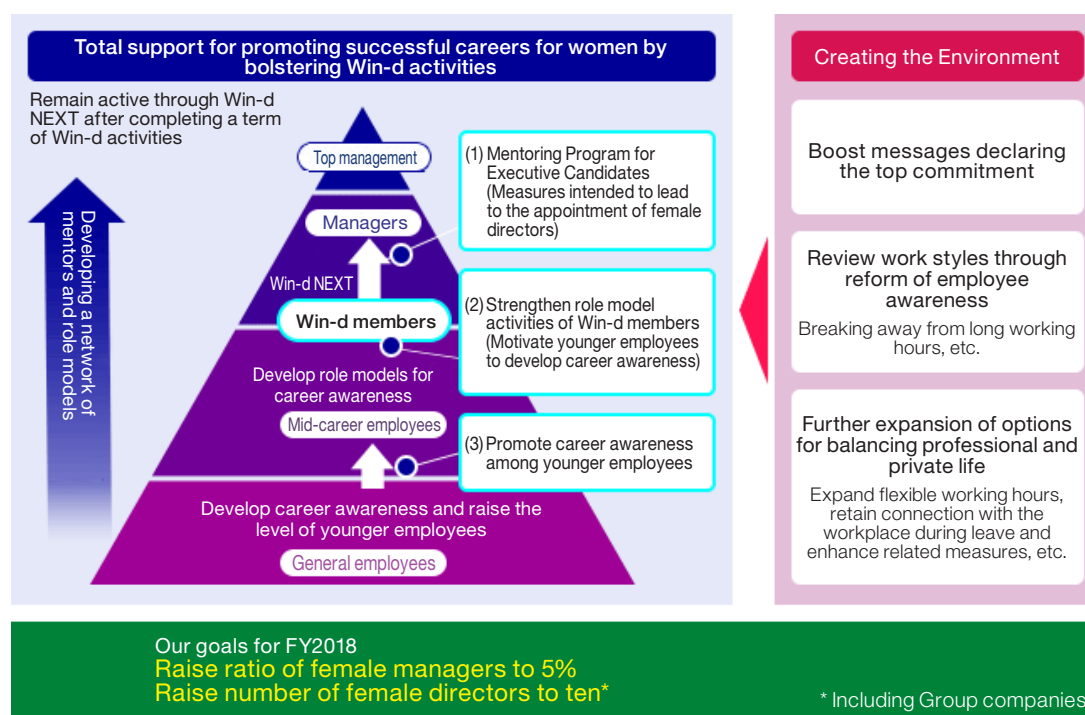 Total support for promoting successful careers for women by
bolstering Win-d activities
Remain active through Win-d
NEXT after completing a term
of Win-d activities
Developing a network of
mentors and role models
Top management
Managers
Win-d NEXT
Win-d members
Develop role models for
career awareness
Mid-career employees
Develop career awareness and raise the
level of younger employees
General employees
(1) Mentoring Program for
Executive Candidates
(Measures intended to lead
to the appointment of female
directors)
(2) Strengthen role model
activities of Win-d members
(Motivate younger employees
to develop career awareness)
(3) Promote career awareness
among younger employees
Creating the Environment
Boost messages declaring
the top commitment
Review work styles through
reform of employee
awareness
Breaking away from long working
hours, etc.
Further expansion of options
for balancing professional and
private life
Expand flexible working hours,
retain connection with the
workplace during leave and
enhance related measures, etc.
Our goals for FY2018
Raise ratio of female managers to 5%
Raise number of female directors to ten*
* Including Group companies